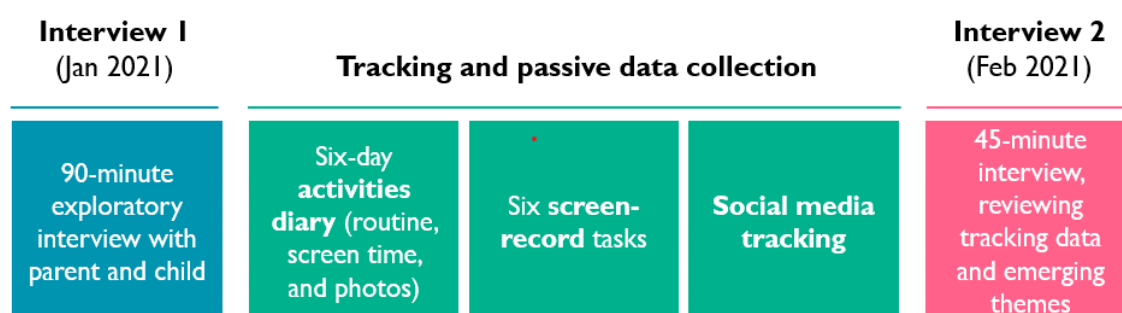 Interview 1
(Jan 2021)
Tracking and passive data collection
Interview 2
(Feb 2021)
90-minute
exploratory
interview with
parent and child
Six-day
activities
diary (routine,
screen time,
and photos)
Six screen-
record tasks
Social media
tracking
45-minute
interview,
reviewing
tracking data
and emerging
themes